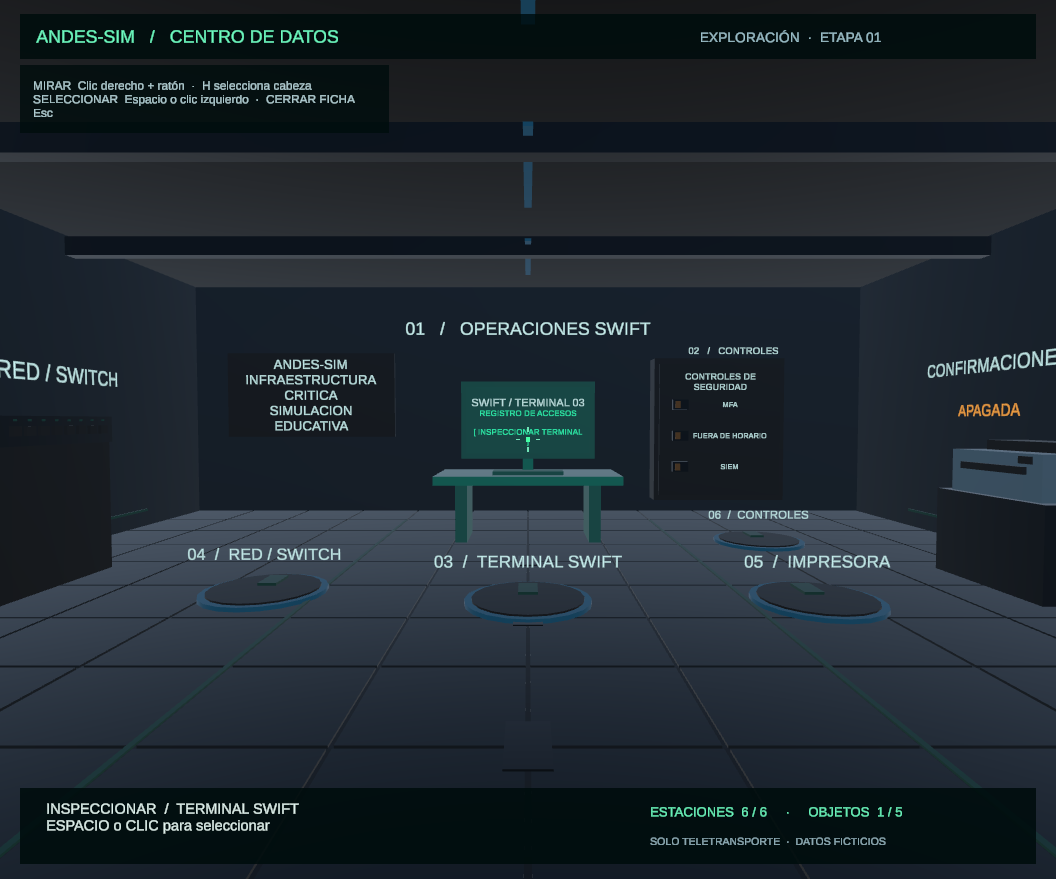 ANDES-SIM / CENTRO DE DATOS
EXPLORACIÓN · ETAPA 01
MIRAR Clic derecho + ratón · H selecciona cabeza
SELECCIONAR Espacio o clic izquierdo · CERRAR FICHA
Esc
01 / OPERACIONES SWIFT
RED / SWITCH
ANDES-SIM
INFRAESTRUCTURA
CRITICA
SIMULACION
EDUCATIVA
SWIFT / TERMINAL 03
REGISTRO DE ACCESOS
[ INSPECCIONAR TERMINAL
02 / CONTROLES
CONTROLES DE
SEGURIDAD
MFA
FUERA DE HORARIO
SIEM
CONFIRMACIONE
APAGADA
06 / CONTROLES
04 / RED / SWITCH
03 / TERMINAL SWIFT
05 / IMPRESORA
INSPECCIONAR / TERMINAL SWIFT
ESPACIO o CLIC para seleccionar
ESTACIONES 6 / 6 · OBJETOS 1 / 5
SOLO TELETRANSPORTE · DATOS FICTICIOS